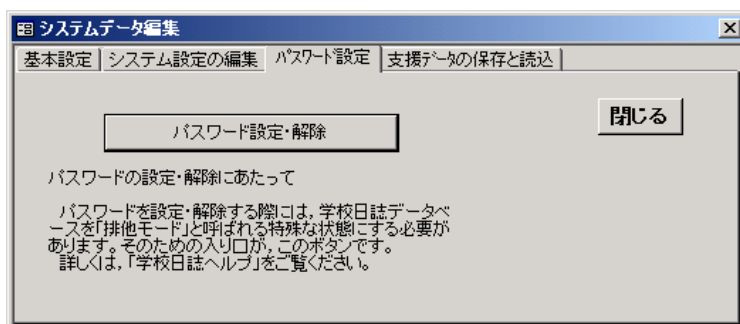 システムデータ編集
基本設定 システム設定の編集 パスワード設定 支援データの保存と読込
閉じる
パスワード設定・解除
パスワードの設定・解除にあたって
パスワードを設定・解除する際には，学校日誌データベ
ースを「排他モード」と呼ばれる特殊な状態にする必要が
あります。そのための入り口が，このボタンです。
詳しくは，「学校日誌ヘルプ」をご覧ください。